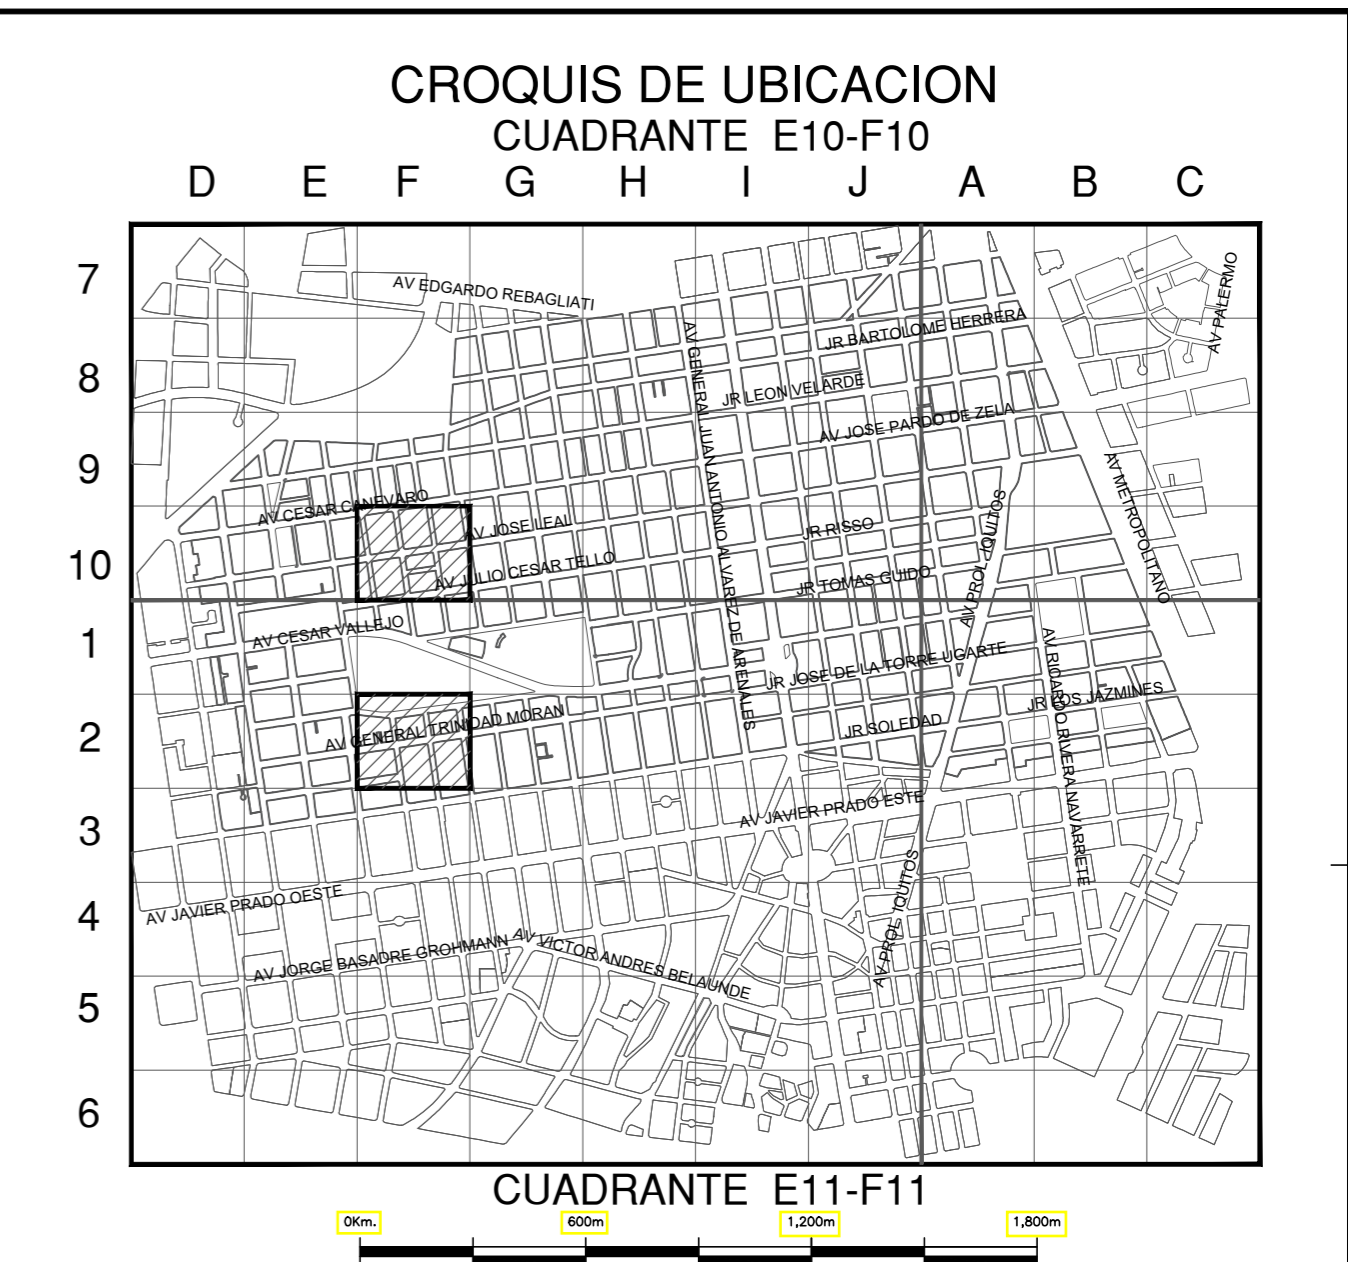 CROQUIS DE UBICACION
CUADRANTE E10-F10
D E F G H I J A B C
7
AV EDGARDO REBAGLIATI
AV PALERMO
JR BARTOLOME HERRERA
8
JR LEON VELARDE
AV GENERAL JUAN ANTONIO ALVAREZ DE ARENALES
AV JOSE PARDO DE ZELA
9
AV METROPOLITANO
AV CESAR CANEVARO
AV JOSE LEAL
JR RISSO
AV PROL. IQUITOS
10
AV JULIO CESAR TELLO
JR TOMAS GUIDO
1
AV CESAR VALLEJO
JR JOSE DE LA TORRE UGARTE
AV RICARDO RIVERA NAVARRETE
JR LOS JAZMINES
2
AV GENERAL TRINIDAD MORAN
JR SOLEDAD
3
AV JAVIER PRADO ESTE
4
AV JAVIER PRADO OESTE
AV PROL. IQUITOS
AV JORGE BASADRE GROHMANN
AV VICTOR ANDRES BELAUNDE
5
6
CUADRANTE E11-F11
0Km. 600m 1,200m 1,800m